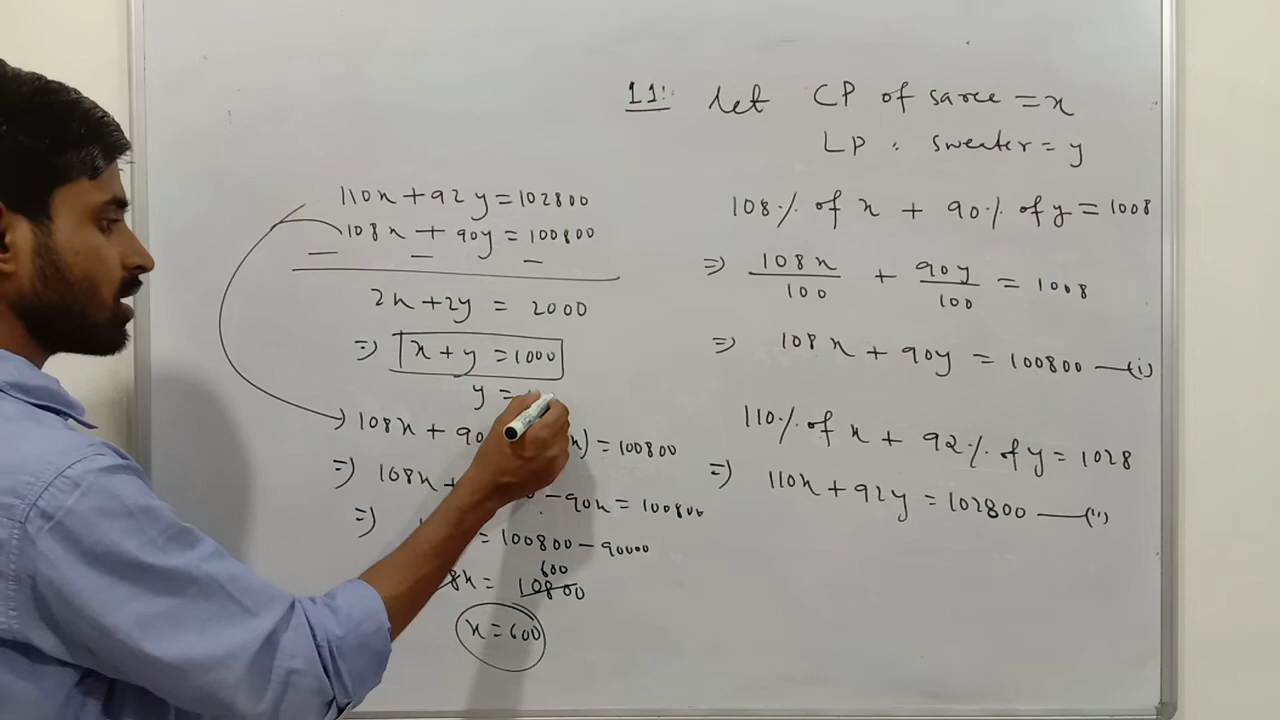 11:. Let CP of saree = x
LP " sweater = y
108% of x + 90% of y = 1008
=> 108x/100 + 90y/100 = 1008
=> 108x + 90y = 100800 —(i)
110% of x + 92% of y = 1028
=> 110x + 92y = 102800 —(ii)
110x + 92y = 102800
108x + 90y = 100800
— — —
2x + 2y = 2000
=> x + y = 1000
y =
108x + 90 x) = 100800
=> 108x + - 90x = 100800
=> = 100800 - 90000
8x = 10800 600
x = 600